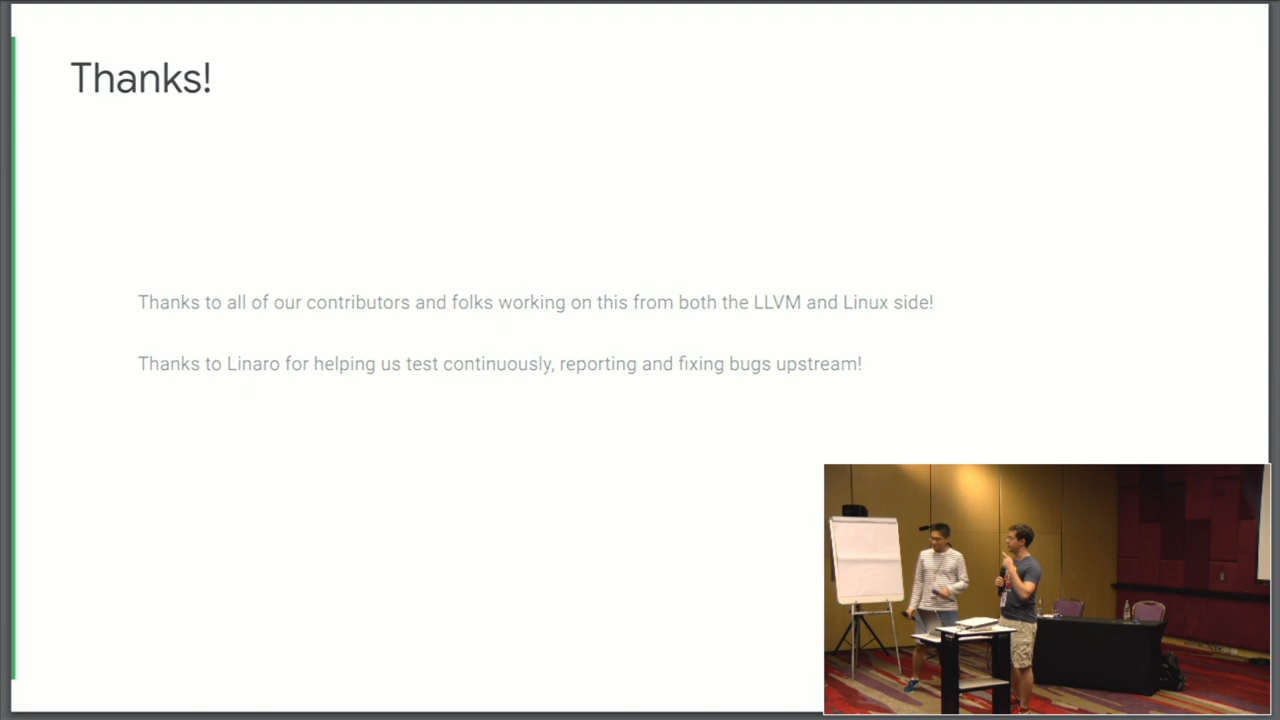 Thanks!
Thanks to all of our contributors and folks working on this from both the LLVM and Linux side!
Thanks to Linaro for helping us test continuously, reporting and fixing bugs upstream!